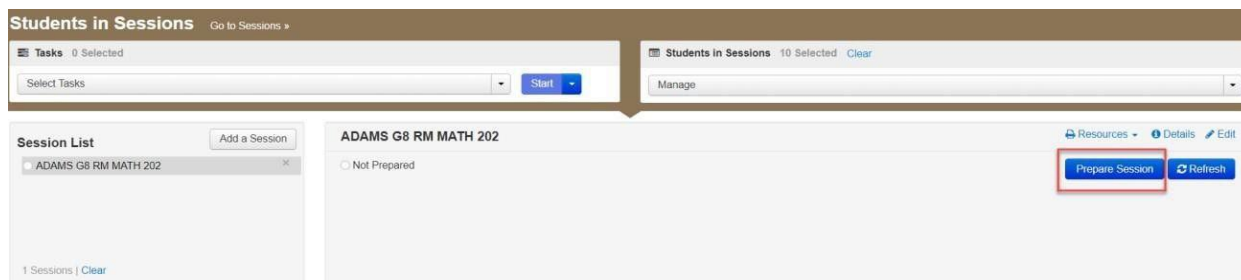 Students in Sessions Go to Sessions »
Tasks 0 Selected
Select Tasks
Start
Students in Sessions 10 Selected Clear
Manage
Session List
Add a Session
ADAMS G8 RM MATH 202 ×
1 Sessions | Clear
ADAMS G8 RM MATH 202
Resources Details Edit
Not Prepared
Prepare Session Refresh